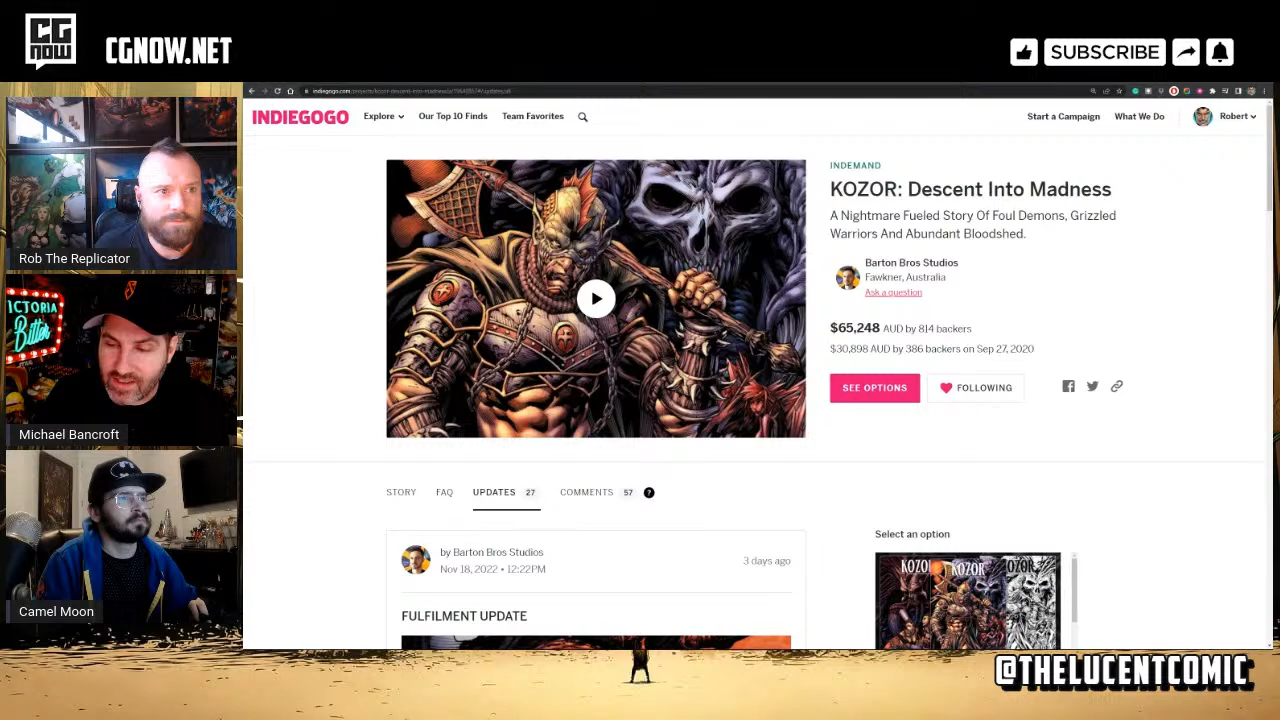 CG
NOW
CGNOW.NET
SUBSCRIBE
INDIEGOGO
Explore
Our Top 10 Finds
Team Favorites
Start a Campaign
What We Do
Robert
INDEMAND
KOZOR: Descent Into Madness
A Nightmare Fueled Story Of Foul Demons, Grizzled
Warriors And Abundant Bloodshed.
Barton Bros Studios
Fawkner, Australia
Ask a question
$65,248 AUD by 814 backers
$30,898 AUD by 386 backers on Sep 27, 2020
SEE OPTIONS
FOLLOWING
STORY
FAQ
UPDATES 27
COMMENTS 57
?
by Barton Bros Studios
Nov 18, 2022 • 12:22PM
3 days ago
FULFILMENT UPDATE
Select an option
KOZOR
Rob The Replicator
ICTORIA
Bitter
Michael Bancroft
Camel Moon
@THELUCENTCOMIC